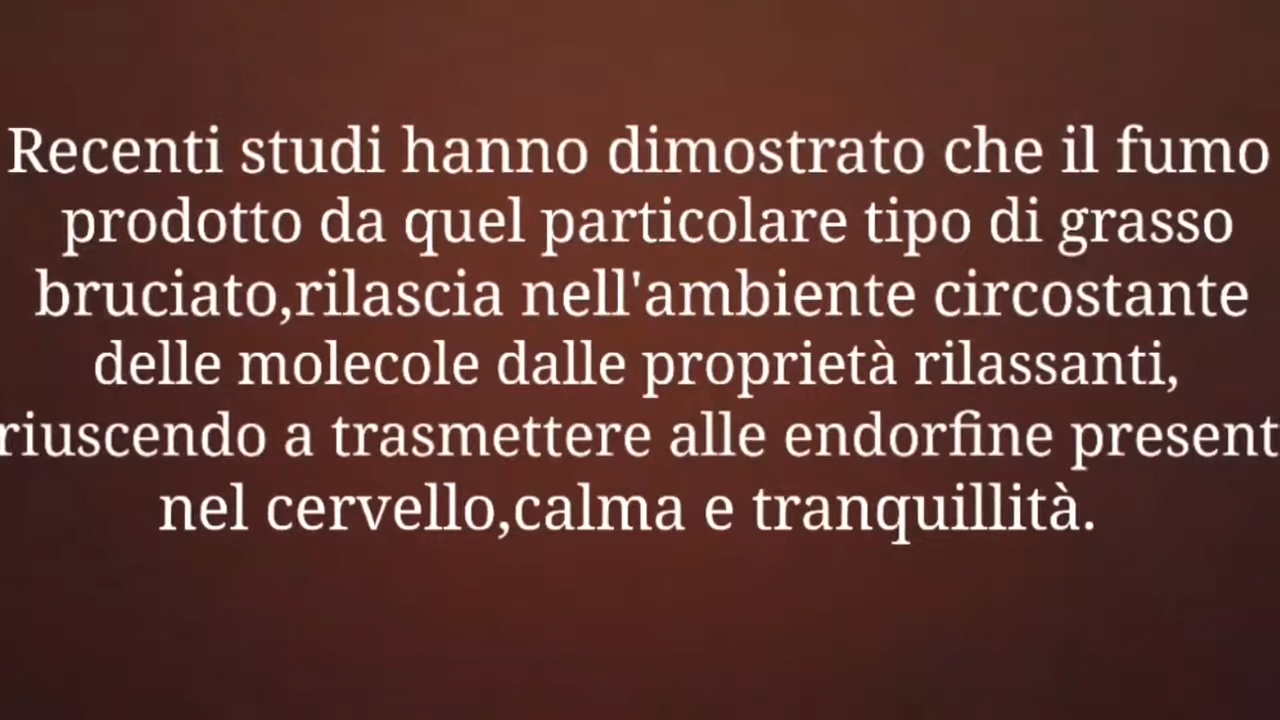 Recenti studi hanno dimostrato che il fumo
prodotto da quel particolare tipo di grasso
bruciato,rilascia nell'ambiente circostante
delle molecole dalle proprietà rilassanti,
riuscendo a trasmettere alle endorfine present
nel cervello,calma e tranquillità.